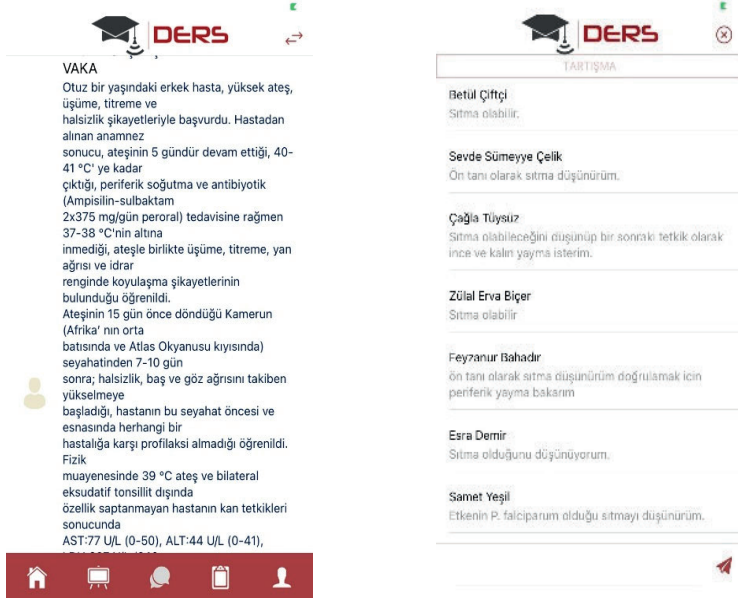 DERS
VAKA
Otuz bir yaşındaki erkek hasta, yüksek ateş,
üşüme, titreme ve
halsizlik şikayetleriyle başvurdu. Hastadan
alınan anamnez
sonucu, ateşinin 5 gündür devam ettiği, 40-
41 °C' ye kadar
çıktığı, periferik soğutma ve antibiyotik
(Ampisilin-sulbaktam
2x375 mg/gün peroral) tedavisine rağmen
37-38 °C'nin altına
inmediği, ateşle birlikte üşüme, titreme, yan
ağrısı ve idrar
renginde koyulaşma şikayetlerinin
bulunduğu öğrenildi.
Ateşinin 15 gün önce döndüğü Kamerun
(Afrika' nın orta
batısında ve Atlas Okyanusu kıyısında)
seyahatinden 7-10 gün
sonra; halsizlik, baş ve göz ağrısını takiben
yükselmeye
başladığı, hastanın bu seyahat öncesi ve
esnasında herhangi bir
hastalığa karşı profilaksi almadığı öğrenildi.
Fizik
muayenesinde 39 °C ateş ve bilateral
eksudatif tonsillit dışında
özellik saptanmayan hastanın kan tetkikleri
sonucunda
AST:77 U/L (0-50), ALT:44 U/L (0-41),
DERS
TARTIŞMA
Betül Çiftçi
Sıtma olabilir.
Sevde Sümeyye Çelik
Ön tanı olarak sıtma düşünürüm.
Çağla Tüysüz
Sıtma olabileceğini düşünüp bir sonraki tetkik olarak
ince ve kalın yayma isterim.
Zülal Erva Biçer
Sıtma olabilir
Feyzanur Bahadır
ön tanı olarak sıtma düşünürüm doğrulamak icin
periferik yayma bakarım
Esra Demir
Sıtma olduğunu düşünüyorum.
Samet Yeşil
Etkenin P. falciparum olduğu sıtmayı düşünürüm.